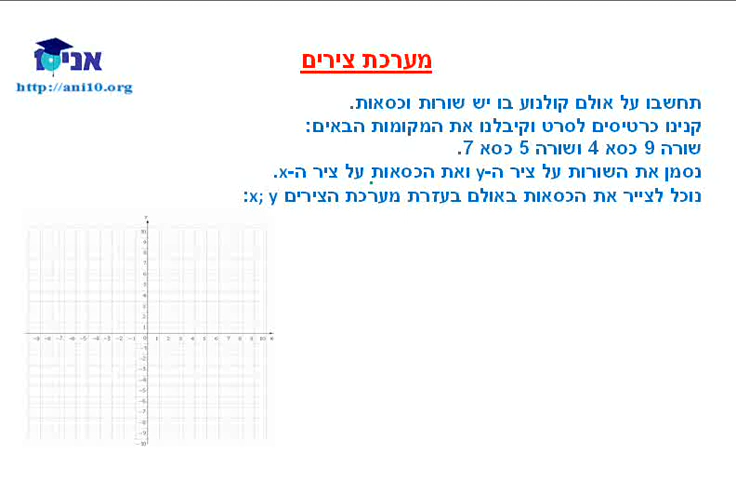 מערכת צירים
אני10
http://ani10.org
תחשבו על אולם קולנוע בו יש שורות וכסאות.
קנינו כרטיסים לסרט וקיבלנו את המקומות הבאים:
שורה 9 כסא 4 ושורה 5 כסא 7.
נסמן את השורות על ציר ה-y ואת הכסאות על ציר ה-x.
נוכל לצייר את הכסאות באולם בעזרת מערכת הצירים x; y: